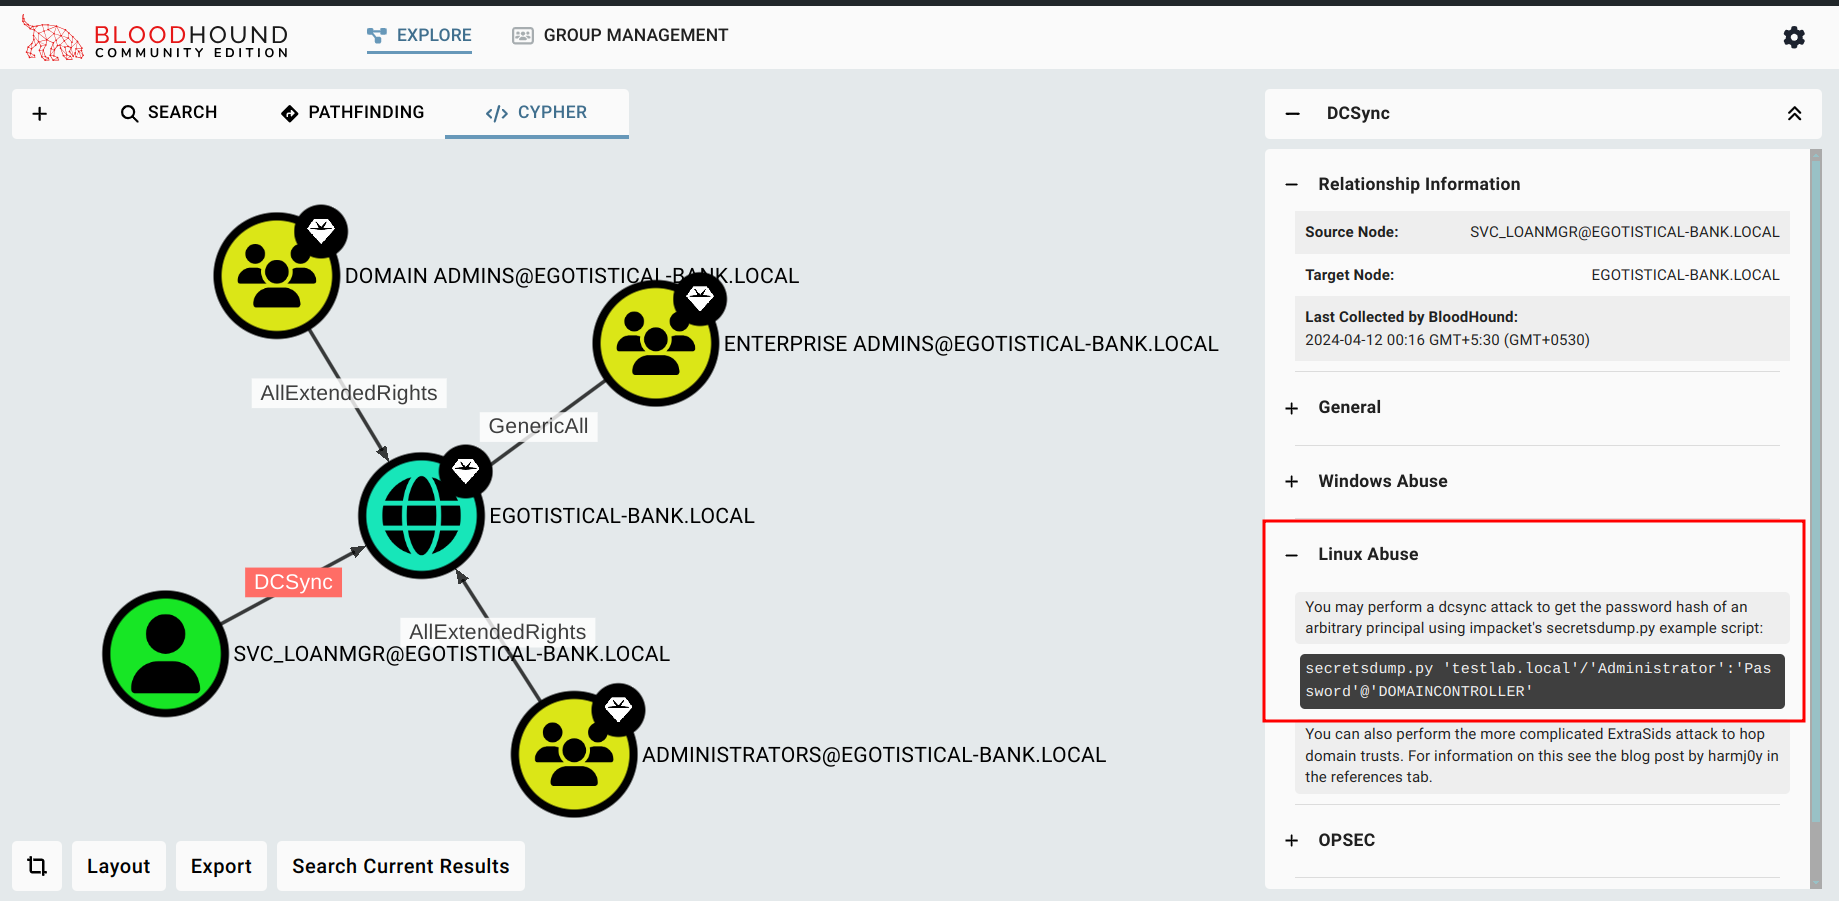 BLOODHOUND
COMMUNITY EDITION
EXPLORE
GROUP MANAGEMENT
SEARCH
PATHFINDING
</> CYPHER
DOMAIN ADMINS@EGOTISTICAL-BANK.LOCAL
ENTERPRISE ADMINS@EGOTISTICAL-BANK.LOCAL
AllExtendedRights
GenericAll
EGOTISTICAL-BANK.LOCAL
DCSync
AllExtendedRights
SVC_LOANMGR@EGOTISTICAL-BANK.LOCAL
ADMINISTRATORS@EGOTISTICAL-BANK.LOCAL
Layout
Export
Search Current Results
DCSync
Relationship Information
Source Node: SVC_LOANMGR@EGOTISTICAL-BANK.LOCAL
Target Node: EGOTISTICAL-BANK.LOCAL
Last Collected by BloodHound:
2024-04-12 00:16 GMT+5:30 (GMT+0530)
General
Windows Abuse
Linux Abuse
You may perform a dcsync attack to get the password hash of an
arbitrary principal using impacket's secretsdump.py example script:
secretsdump.py 'testlab.local'/'Administrator':'Pas
sword'@'DOMAINCONTROLLER'
You can also perform the more complicated ExtraSids attack to hop
domain trusts. For information on this see the blog post by harmj0y in
the references tab.
OPSEC